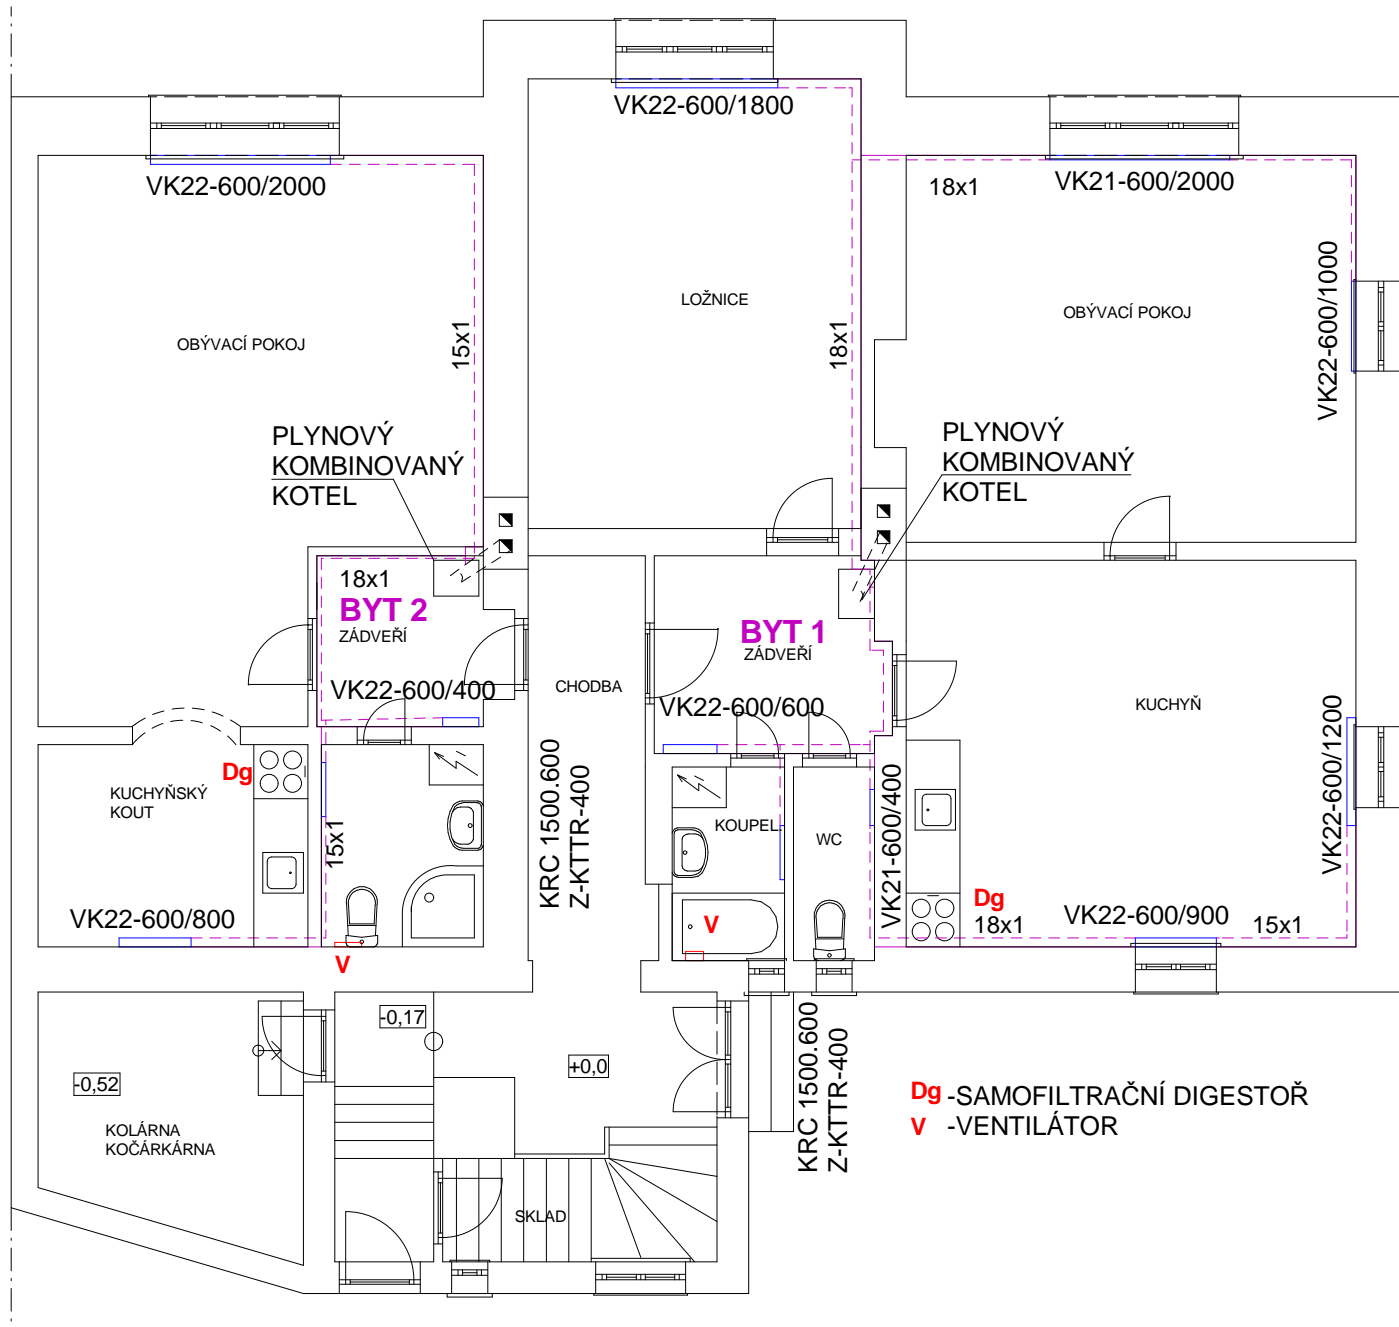 VK22-600/1800
VK22-600/2000
18x1
VK21-600/2000
VK22-600/1000
LOŽNICE
OBÝVACÍ POKOJ
OBÝVACÍ POKOJ
15x1
18x1
PLYNOVÝ
KOMBINOVANÝ
KOTEL
PLYNOVÝ
KOMBINOVANÝ
KOTEL
18x1
BYT 2
ZÁDVEŘÍ
BYT 1
ZÁDVEŘÍ
VK22-600/400
CHODBA
VK22-600/600
KUCHYŇ
VK22-600/1200
Dg
KUCHYŇSKÝ
KOUT
15x1
KRC 1500.600
Z-KTTR-400
KOUPEL.
WC
VK21-600/400
VK22-600/800
V
V
Dg
18x1
VK22-600/900
15x1
-0,17
+0,0
-0,52
KRC 1500.600
Z-KTTR-400
Dg -SAMOFILTRAČNÍ DIGESTOŘ
V -VENTILÁTOR
KOLÁRNA
KOČÁRKÁRNA
SKLAD